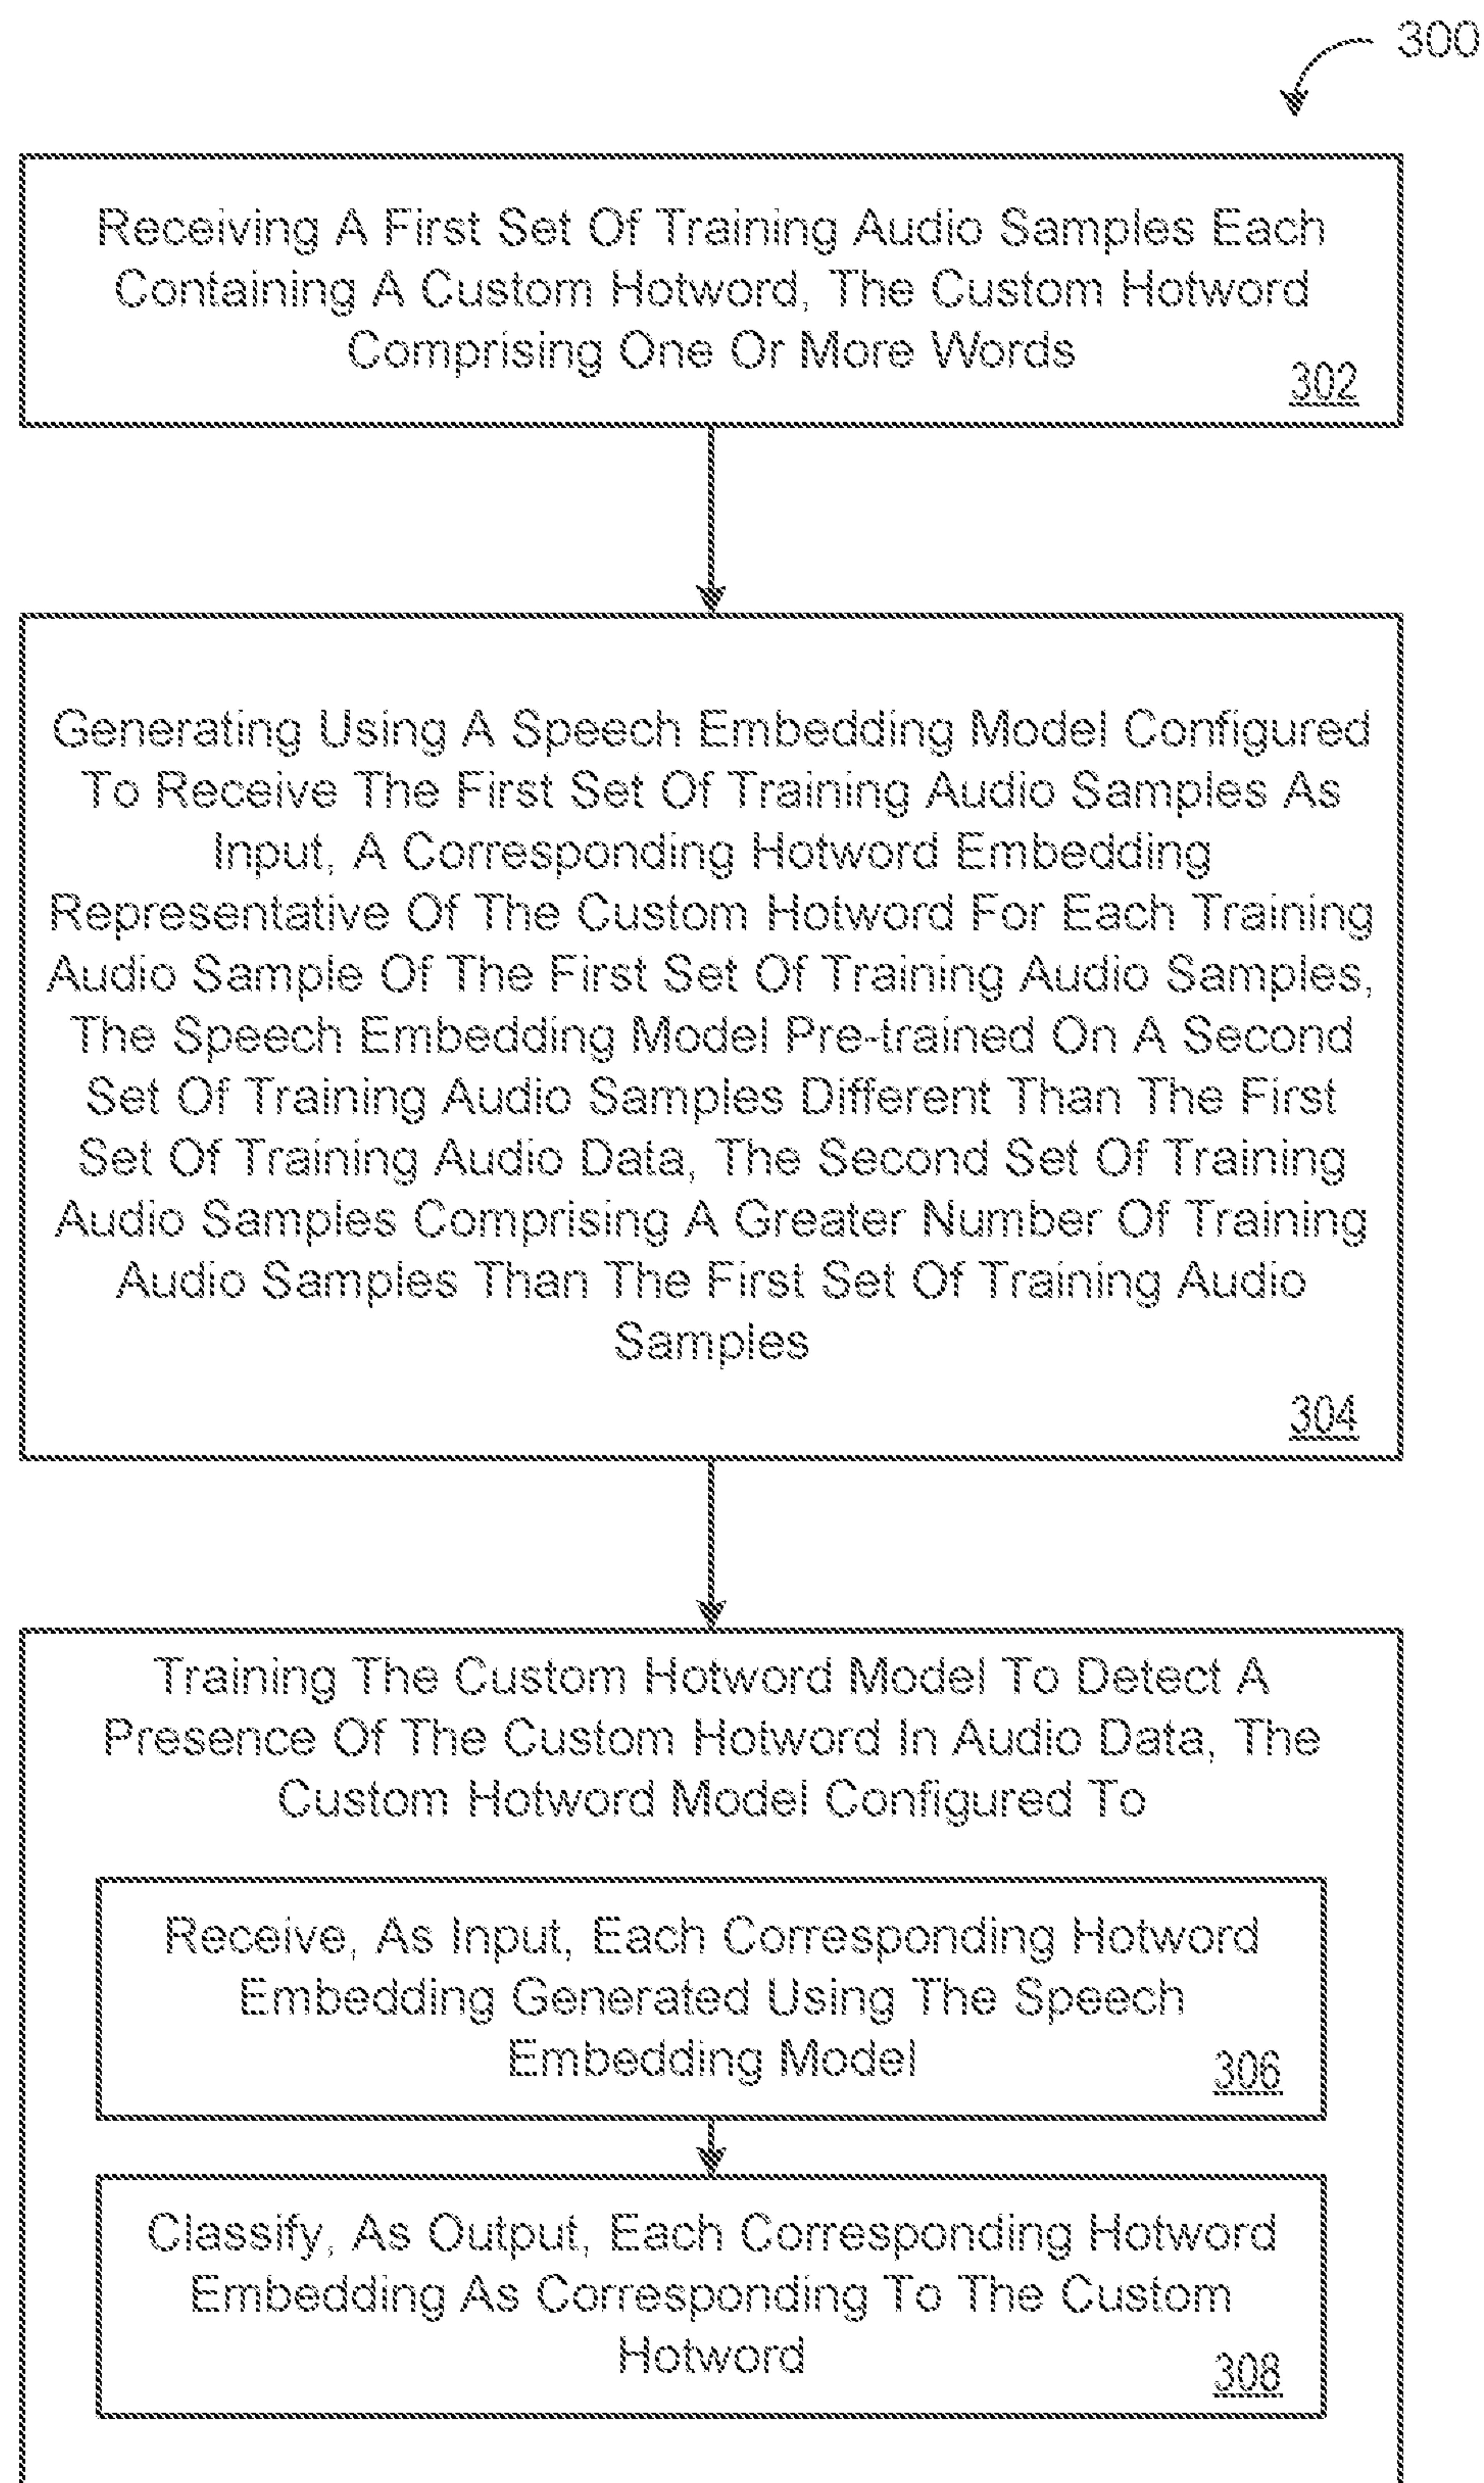 300
Receiving A First Set Of Training Audio Samples Each
Containing A Custom Hotword, The Custom Hotword
Comprising One Or More Words
302
Generating Using A Speech Embedding Model Configured
To Receive The First Set Of Training Audio Samples As
Input, A Corresponding Hotword Embedding
Representative Of The Custom Hotword For Each Training
Audio Sample Of The First Set Of Training Audio Samples,
The Speech Embedding Model Pre-trained On A Second
Set Of Training Audio Samples Different Than The First
Set Of Training Audio Data, The Second Set Of Training
Audio Samples Comprising A Greater Number Of Training
Audio Samples Than The First Set Of Training Audio
Samples
304
Training The Custom Hotword Model To Detect A
Presence Of The Custom Hotword In Audio Data, The
Custom Hotword Model Configured To
Receive, As Input, Each Corresponding Hotword
Embedding Generated Using The Speech
Embedding Model
306
Classify, As Output, Each Corresponding Hotword
Embedding As Corresponding To The Custom
Hotword
308